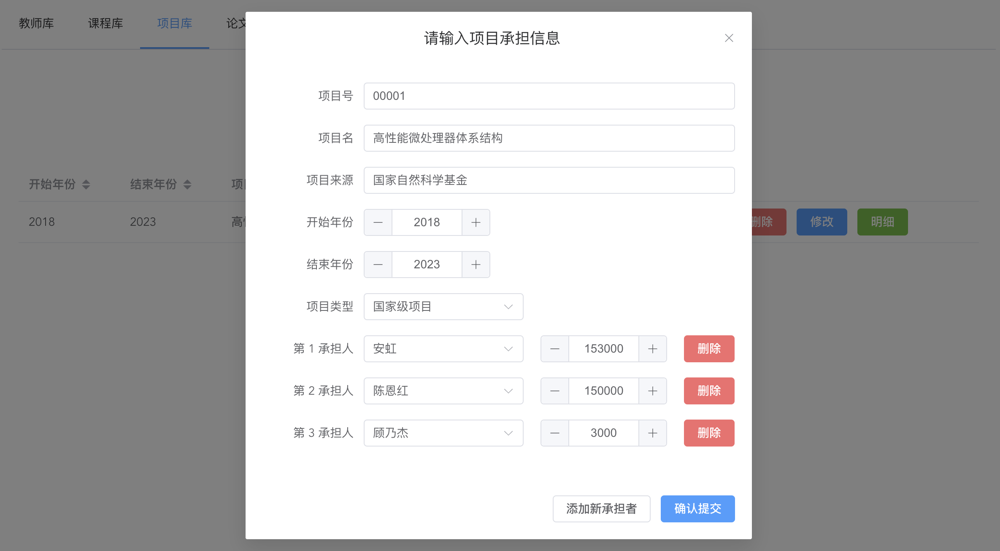 教师库 课程库 项目库 论文
请输入项目承担信息
项目号 00001
项目名 高性能微处理器体系结构
项目来源 国家自然科学基金
开始年份 结束年份 项
开始年份 2018
2018 2023 高 删除 修改 明细
结束年份 2023
项目类型 国家级项目
第 1 承担人 安虹 153000 删除
第 2 承担人 陈恩红 150000 删除
第 3 承担人 顾乃杰 3000 删除
添加新承担者 确认提交